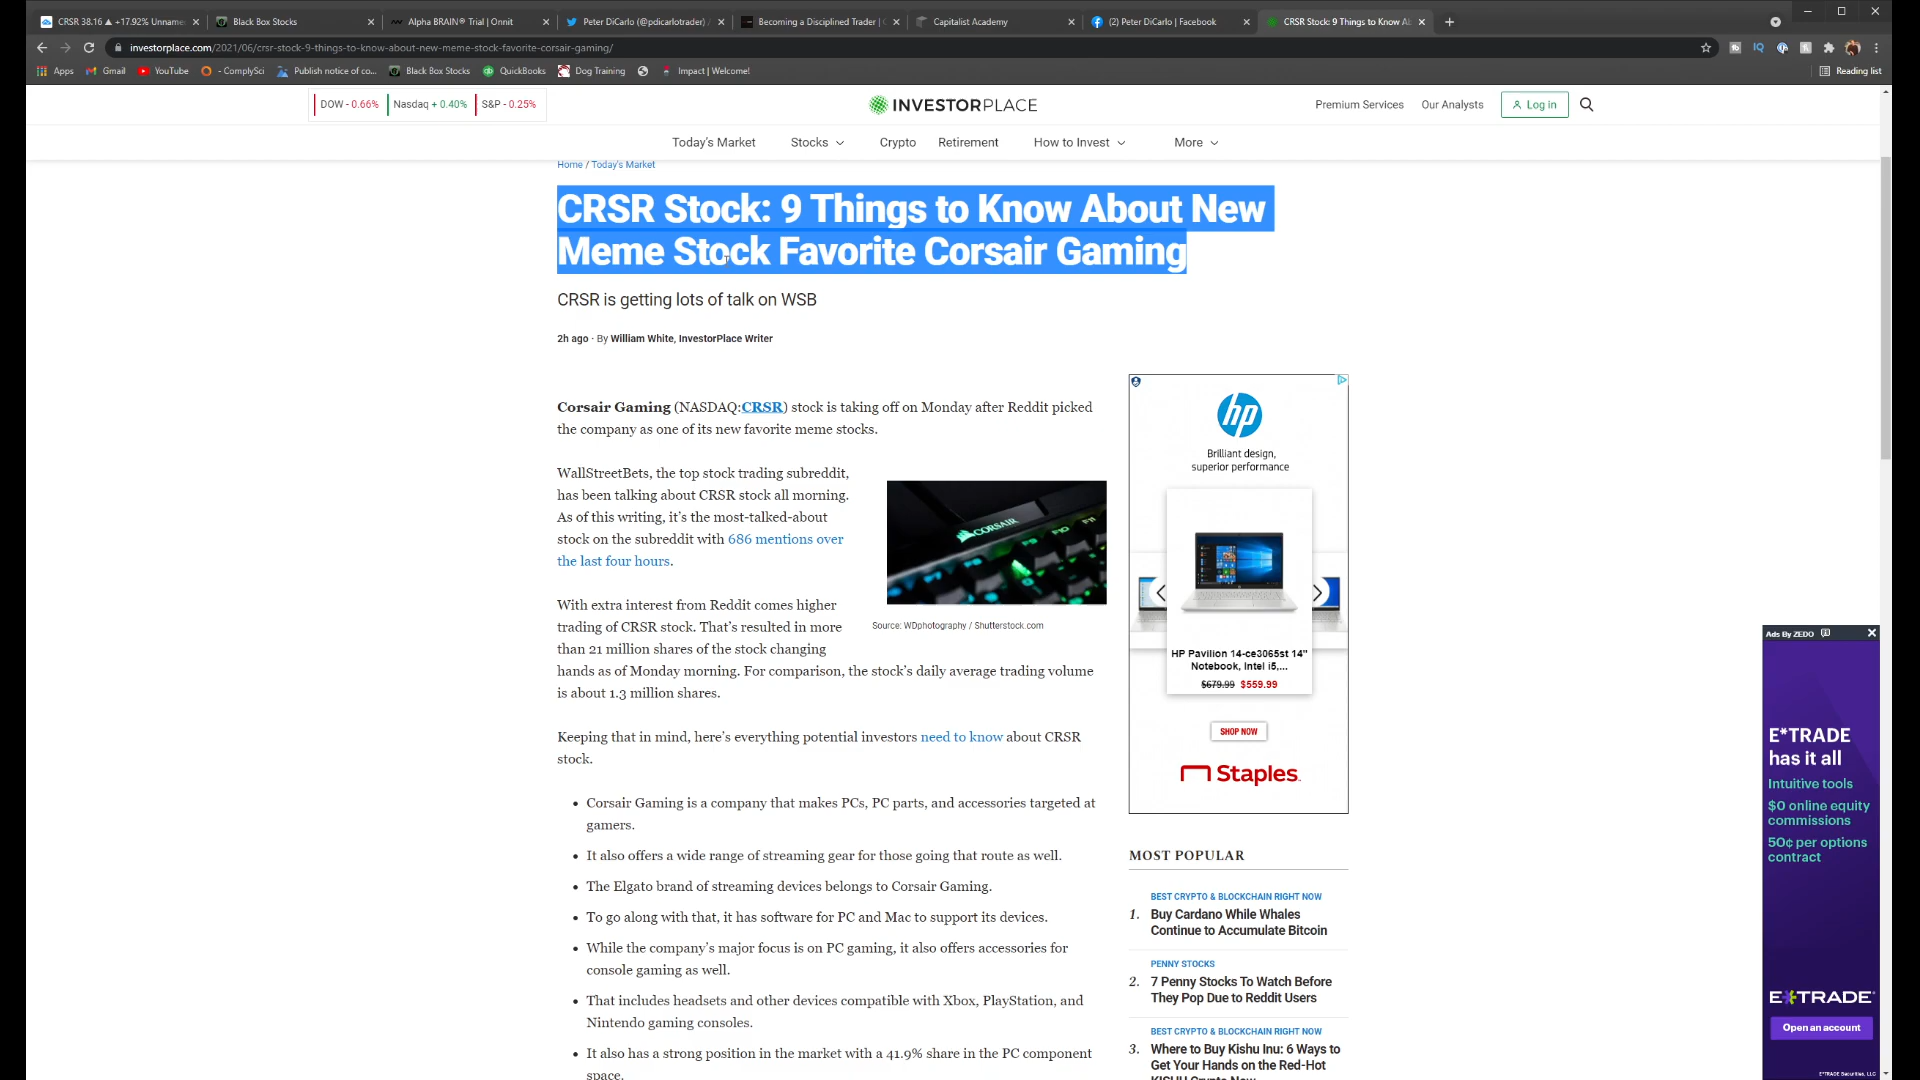 CRSR 38.16 ▲ +17.92% Unname
Black Box Stocks
Alpha BRAIN® Trial | Onnit
Peter DiCarlo (@pdicarlotrader) /
Becoming a Disciplined Trader |
Capitalist Academy
(2) Peter DiCarlo | Facebook
CRSR Stock: 9 Things to Know Ab
investorplace.com/2021/06/crsr-stock-9-things-to-know-about-new-meme-stock-favorite-corsair-gaming/
Apps
Gmail
YouTube
- ComplySci
Publish notice of co...
Black Box Stocks
QuickBooks
Dog Training
Impact | Welcome!
Reading list
DOW - 0.66%
Nasdaq + 0.40%
S&P - 0.25%
INVESTORPLACE
Premium Services
Our Analysts
Log in
Today's Market
Stocks
Crypto
Retirement
How to Invest
More
Home / Today's Market
CRSR Stock: 9 Things to Know About New
Meme Stock Favorite Corsair Gaming
CRSR is getting lots of talk on WSB
2h ago · By William White, InvestorPlace Writer
Corsair Gaming (NASDAQ:CRSR) stock is taking off on Monday after Reddit picked
the company as one of its new favorite meme stocks.
WallStreetBets, the top stock trading subreddit,
has been talking about CRSR stock all morning.
As of this writing, it's the most-talked-about
stock on the subreddit with 686 mentions over
the last four hours.
CORSAIR
F10
F11
Source: WDphotography / Shutterstock.com
With extra interest from Reddit comes higher
trading of CRSR stock. That's resulted in more
than 21 million shares of the stock changing
hands as of Monday morning. For comparison, the stock's daily average trading volume
is about 1.3 million shares.
Keeping that in mind, here's everything potential investors need to know about CRSR
stock.
• Corsair Gaming is a company that makes PCs, PC parts, and accessories targeted at
gamers.
• It also offers a wide range of streaming gear for those going that route as well.
• The Elgato brand of streaming devices belongs to Corsair Gaming.
• To go along with that, it has software for PC and Mac to support its devices.
• While the company's major focus is on PC gaming, it also offers accessories for
console gaming as well.
• That includes headsets and other devices compatible with Xbox, PlayStation, and
Nintendo gaming consoles.
• It also has a strong position in the market with a 41.9% share in the PC component
space.
hp
Brilliant design,
superior performance
HP Pavilion 14-ce3065st 14"
Notebook, Intel i5,...
$679.99 $559.99
SHOP NOW
Staples.
MOST POPULAR
BEST CRYPTO & BLOCKCHAIN RIGHT NOW
1. Buy Cardano While Whales
Continue to Accumulate Bitcoin
PENNY STOCKS
2. 7 Penny Stocks To Watch Before
They Pop Due to Reddit Users
BEST CRYPTO & BLOCKCHAIN RIGHT NOW
3. Where to Buy Kishu Inu: 6 Ways to
Get Your Hands on the Red-Hot
KISHU Crypto Now
Ads By ZEDO
E*TRADE
has it all
Intuitive tools
$0 online equity
commissions
50¢ per options
contract
E*TRADE
Open an account
E*TRADE Securities, LLC